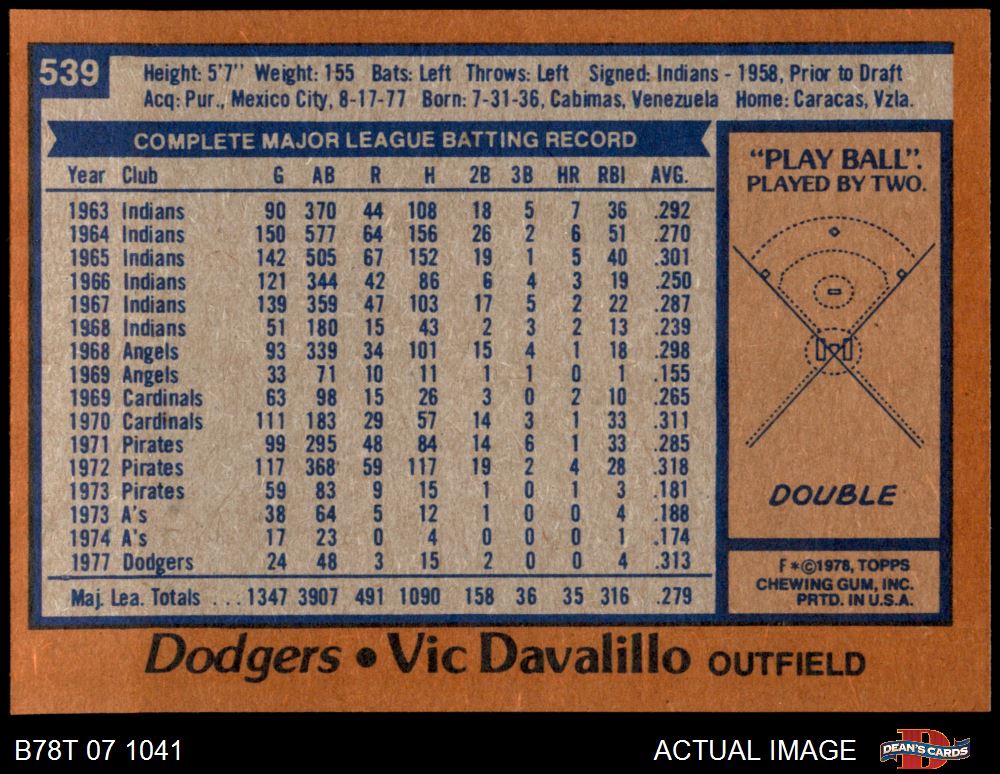 539
Height: 5'7" Weight: 155 Bats: Left Throws: Left Signed: Indians - 1958, Prior to Draft
Acq: Pur., Mexico City, 8-17-77 Born: 7-31-36, Cabimas, Venezuela Home: Caracas, Vzla.
COMPLETE MAJOR LEAGUE BATTING RECORD
Year Club G AB R H 2B 3B HR RBI AVG.
1963 Indians 90 370 44 108 18 5 7 36 .292
1964 Indians 150 577 64 156 26 2 6 51 .270
1965 Indians 142 505 67 152 19 1 5 40 .301
1966 Indians 121 344 42 86 6 4 3 19 .250
1967 Indians 139 359 47 103 17 5 2 22 .287
1968 Indians 51 180 15 43 2 3 2 13 .239
1968 Angels 93 339 34 101 15 4 1 18 .298
1969 Angels 33 71 10 11 1 1 0 1 .155
1969 Cardinals 63 98 15 26 3 0 2 10 .265
1970 Cardinals 111 183 29 57 14 3 1 33 .311
1971 Pirates 99 295 48 84 14 6 1 33 .285
1972 Pirates 117 368 59 117 19 2 4 28 .318
1973 Pirates 59 83 9 15 1 0 1 3 .181
1973 A's 38 64 5 12 1 0 0 4 .188
1974 A's 17 23 0 4 0 0 0 1 .174
1977 Dodgers 24 48 3 15 2 0 0 4 .313
Maj. Lea. Totals ... 1347 3907 491 1090 158 36 35 316 .279
"PLAY BALL".
PLAYED BY TWO.
DOUBLE
F*©1978, TOPPS
CHEWING GUM, INC.
PRTD. IN U.S.A.
Dodgers • Vic Davalillo OUTFIELD
B78T 07 1041
ACTUAL IMAGE
DEAN'S CARDS